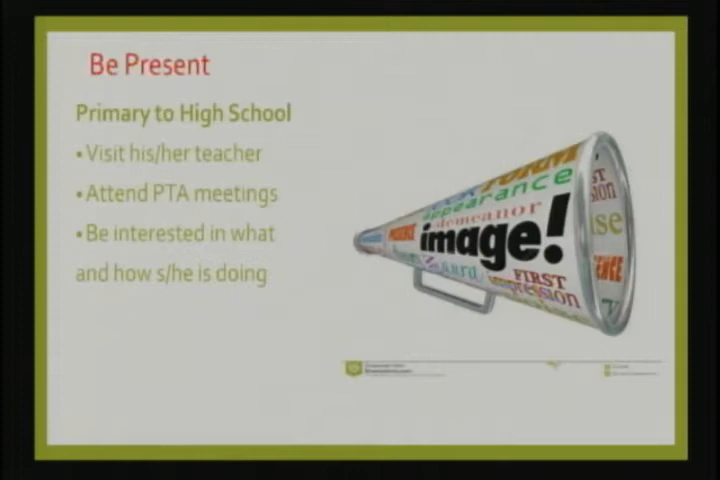 Be Present
Primary to High School
• Visit his/her teacher
• Attend PTA meetings
• Be interested in what
and how s/he is doing
FORM
appearance
demeanor
image!
FIRST
impression